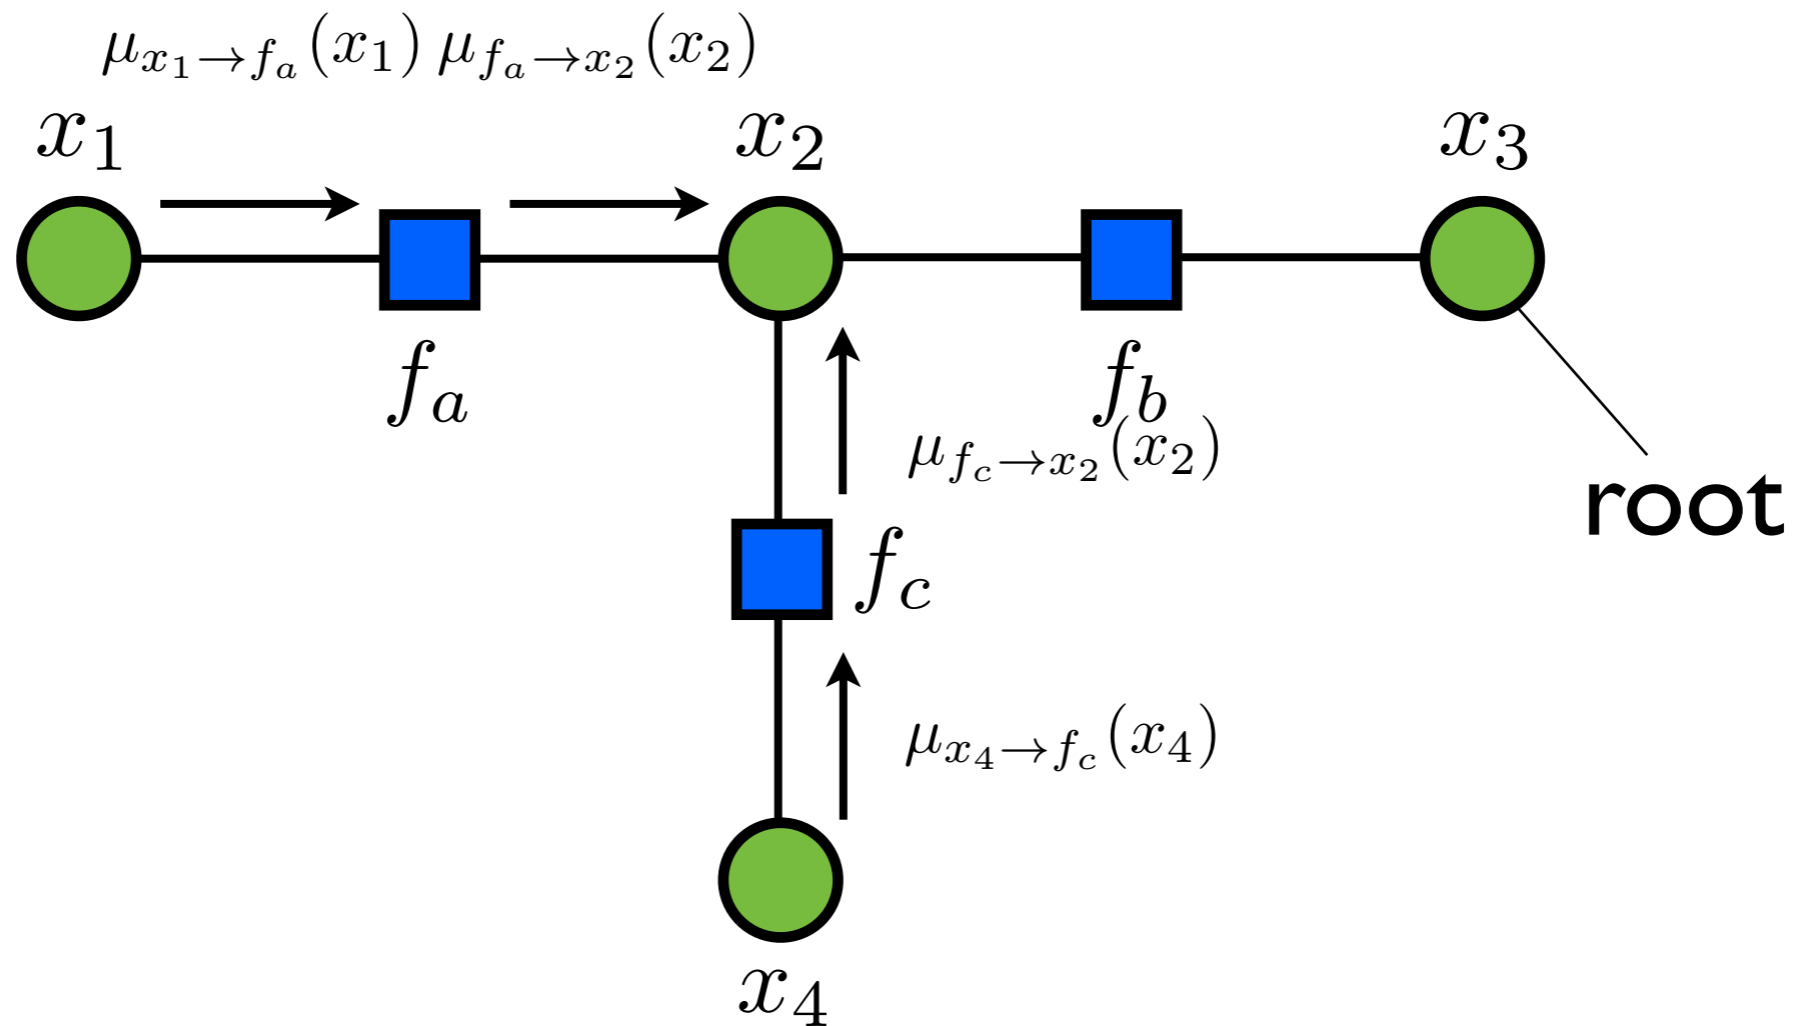 μ_{x_1→f_a}(x_1) μ_{f_a→x_2}(x_2)
x_1
x_2
x_3
f_a
f_b
μ_{f_c→x_2}(x_2)
root
f_c
μ_{x_4→f_c}(x_4)
x_4